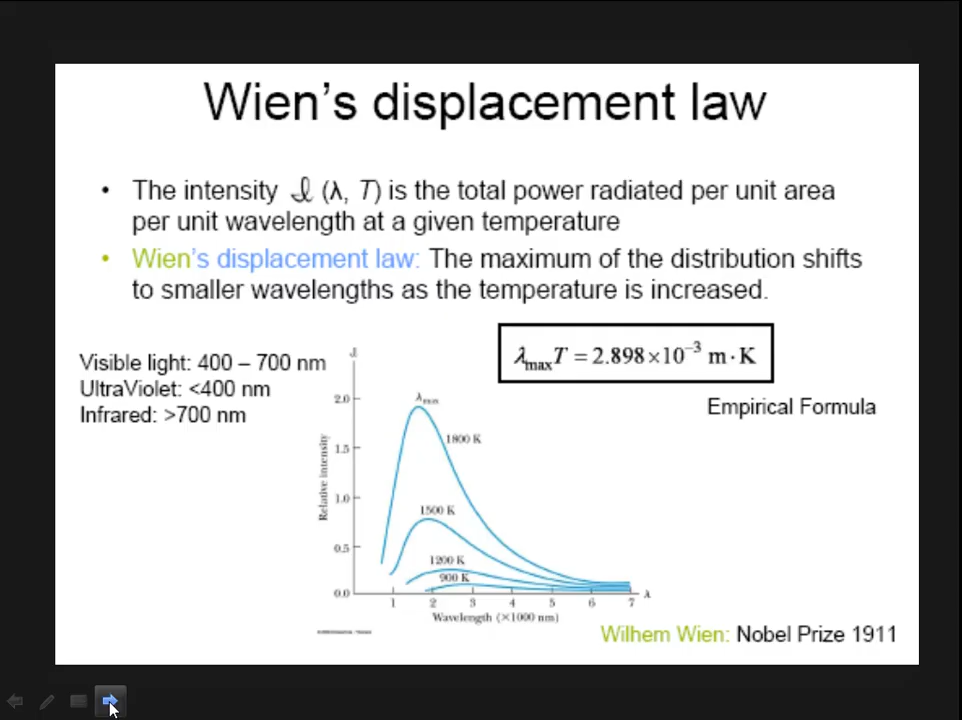 Wien's displacement law
• The intensity ℐ (λ, T) is the total power radiated per unit area
per unit wavelength at a given temperature
• Wien's displacement law: The maximum of the distribution shifts
to smaller wavelengths as the temperature is increased.
Visible light: 400 – 700 nm
UltraViolet: <400 nm
Infrared: >700 nm
λmaxT = 2.898×10⁻³ m·K
Empirical Formula
ℐ
2.0
λmax
1800 K
1.5
Relative intensity
1.0
1500 K
0.5
1200 K
900 K
0.0
λ
1 2 3 4 5 6 7
Wavelength (×1000 nm)
Wilhem Wien: Nobel Prize 1911